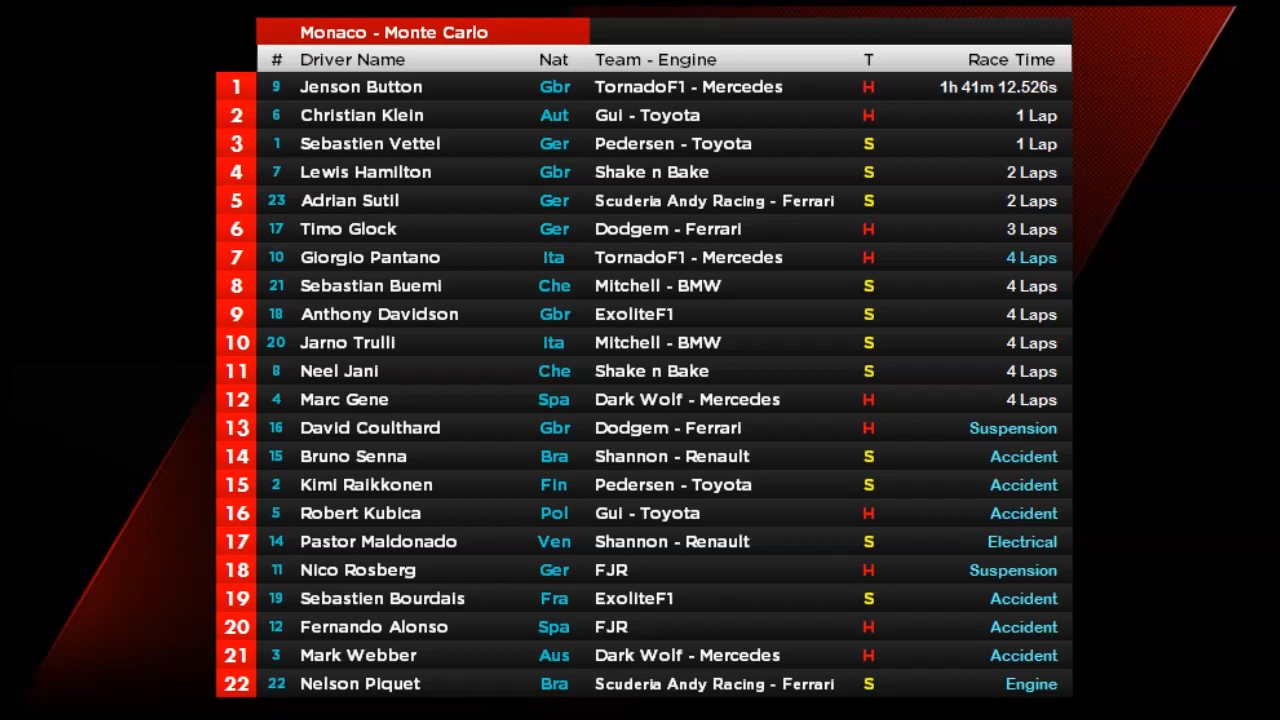 Monaco - Monte Carlo
# Driver Name Nat Team - Engine T Race Time
1 9 Jenson Button Gbr TornadoF1 - Mercedes H 1h 41m 12.526s
2 6 Christian Klein Aut Gui - Toyota H 1 Lap
3 1 Sebastien Vettel Ger Pedersen - Toyota S 1 Lap
4 7 Lewis Hamilton Gbr Shake n Bake S 2 Laps
5 23 Adrian Sutil Ger Scuderia Andy Racing - Ferrari S 2 Laps
6 17 Timo Glock Ger Dodgem - Ferrari H 3 Laps
7 10 Giorgio Pantano Ita TornadoF1 - Mercedes H 4 Laps
8 21 Sebastian Buemi Che Mitchell - BMW S 4 Laps
9 18 Anthony Davidson Gbr ExoliteF1 S 4 Laps
10 20 Jarno Trulli Ita Mitchell - BMW S 4 Laps
11 8 Neel Jani Che Shake n Bake S 4 Laps
12 4 Marc Gene Spa Dark Wolf - Mercedes H 4 Laps
13 16 David Coulthard Gbr Dodgem - Ferrari H Suspension
14 15 Bruno Senna Bra Shannon - Renault S Accident
15 2 Kimi Raikkonen Fin Pedersen - Toyota S Accident
16 5 Robert Kubica Pol Gui - Toyota H Accident
17 14 Pastor Maldonado Ven Shannon - Renault S Electrical
18 11 Nico Rosberg Ger FJR H Suspension
19 19 Sebastien Bourdais Fra ExoliteF1 S Accident
20 12 Fernando Alonso Spa FJR H Accident
21 3 Mark Webber Aus Dark Wolf - Mercedes H Accident
22 22 Nelson Piquet Bra Scuderia Andy Racing - Ferrari S Engine